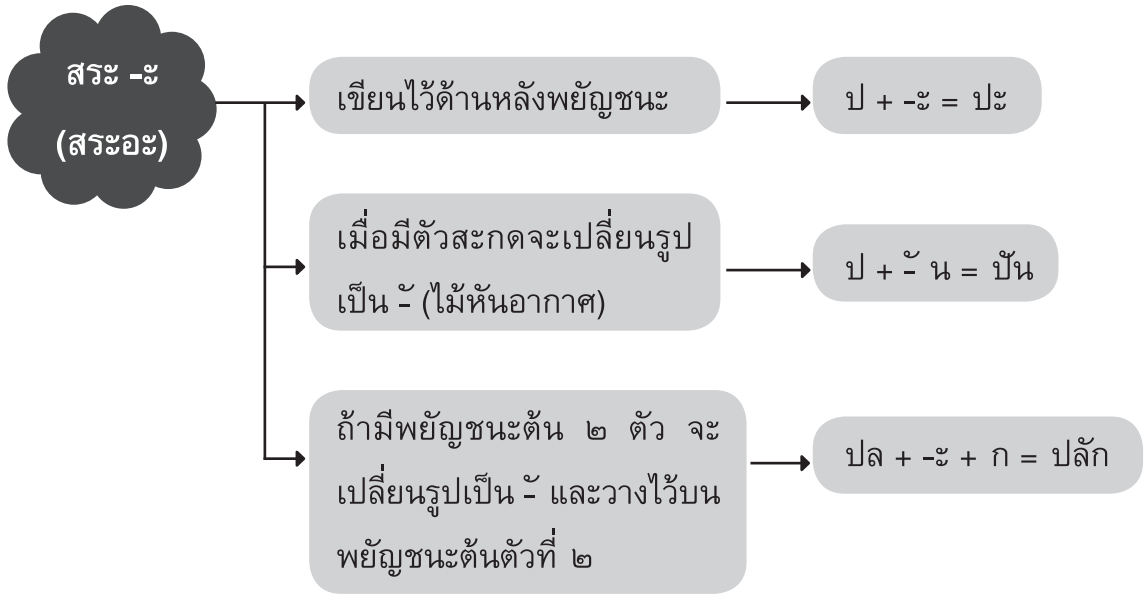 สระ -ะ
(สระอะ)
เขียนไว้ด้านหลังพยัญชนะ
ป + -ะ = ปะ
เมื่อมีตัวสะกดจะเปลี่ยนรูป
เป็น -ั (ไม้หันอากาศ)
ป + -ั น = ปัน
ถ้ามีพยัญชนะต้น ๒ ตัว จะ
เปลี่ยนรูปเป็น -ั และวางไว้บน
พยัญชนะต้นตัวที่ ๒
ปล + -ะ + ก = ปลัก